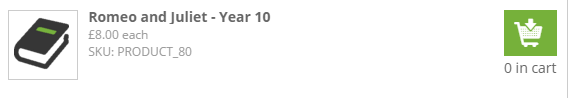 Romeo and Juliet - Year 10
£8.00 each
SKU: PRODUCT_80
0 in cart